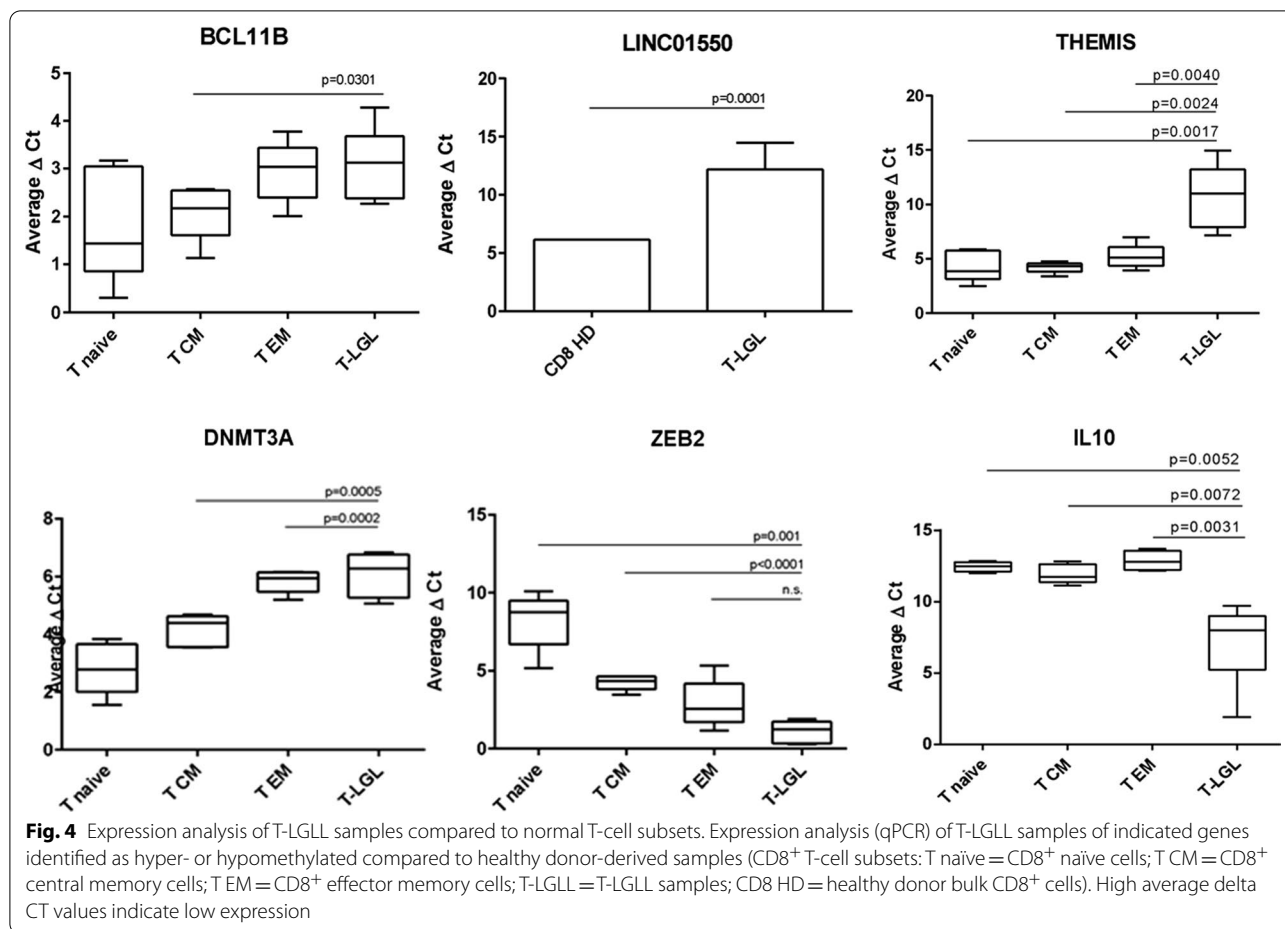 BCL11B
Average Δ Ct
5
4
3
2
1
0
p=0.0301
T naive
T CM
T EM
T-LGL
LINC01550
Average Δ Ct
20
15
10
5
0
p=0.0001
CD8 HD
T-LGL
THEMIS
Average Δ Ct
20
15
10
5
0
p=0.0040
p=0.0024
p=0.0017
T naive
T CM
T EM
T-LGL
DNMT3A
Average Δ Ct
8
6
4
2
0
p=0.0005
p=0.0002
T naive
T CM
T EM
T-LGL
ZEB2
Average Δ Ct
15
10
5
0
p=0.001
p<0.0001
n.s.
T naive
T CM
T EM
T-LGL
IL10
Average Δ Ct
15
10
5
0
p=0.0052
p=0.0072
p=0.0031
T naive
T CM
T EM
T-LGL
Fig. 4 Expression analysis of T-LGLL samples compared to normal T-cell subsets. Expression analysis (qPCR) of T-LGLL samples of indicated genes
identified as hyper- or hypomethylated compared to healthy donor-derived samples (CD8+ T-cell subsets: T naïve = CD8+ naïve cells; T CM = CD8+
central memory cells; T EM = CD8+ effector memory cells; T-LGLL = T-LGLL samples; CD8 HD = healthy donor bulk CD8+ cells). High average delta
CT values indicate low expression